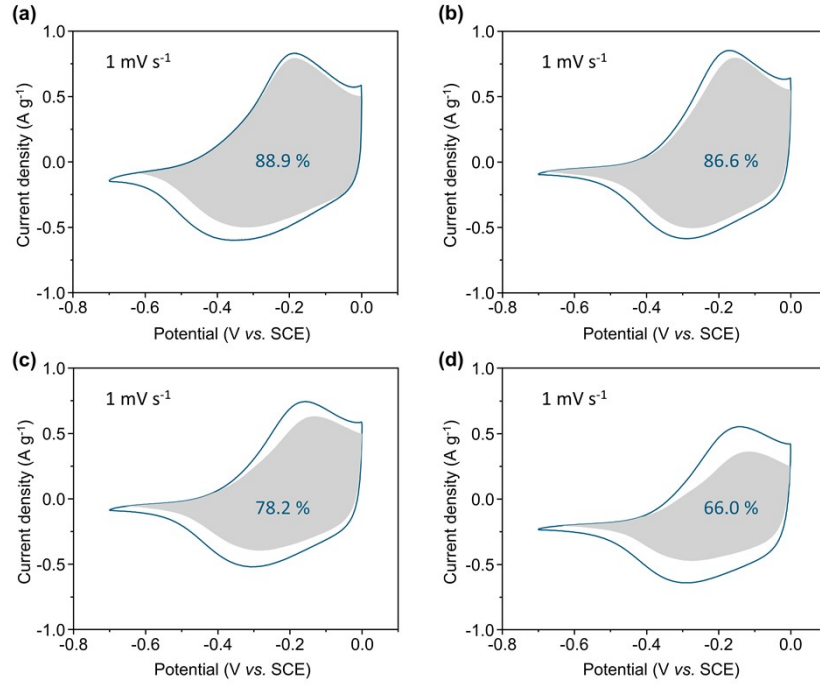 (a)
1.0
0.5
0.0
-0.5
-1.0
Current density (A g⁻¹)
1 mV s⁻¹
88.9 %
-0.8 -0.6 -0.4 -0.2 0.0
Potential (V vs. SCE)
(b)
1.0
0.5
0.0
-0.5
-1.0
Current density (A g⁻¹)
1 mV s⁻¹
86.6 %
-0.8 -0.6 -0.4 -0.2 0.0
Potential (V vs. SCE)
(c)
1.0
0.5
0.0
-0.5
-1.0
Current density (A g⁻¹)
1 mV s⁻¹
78.2 %
-0.8 -0.6 -0.4 -0.2 0.0
Potential (V vs. SCE)
(d)
1.0
0.5
0.0
-0.5
-1.0
Current density (A g⁻¹)
1 mV s⁻¹
66.0 %
-0.8 -0.6 -0.4 -0.2 0.0
Potential (V vs. SCE)